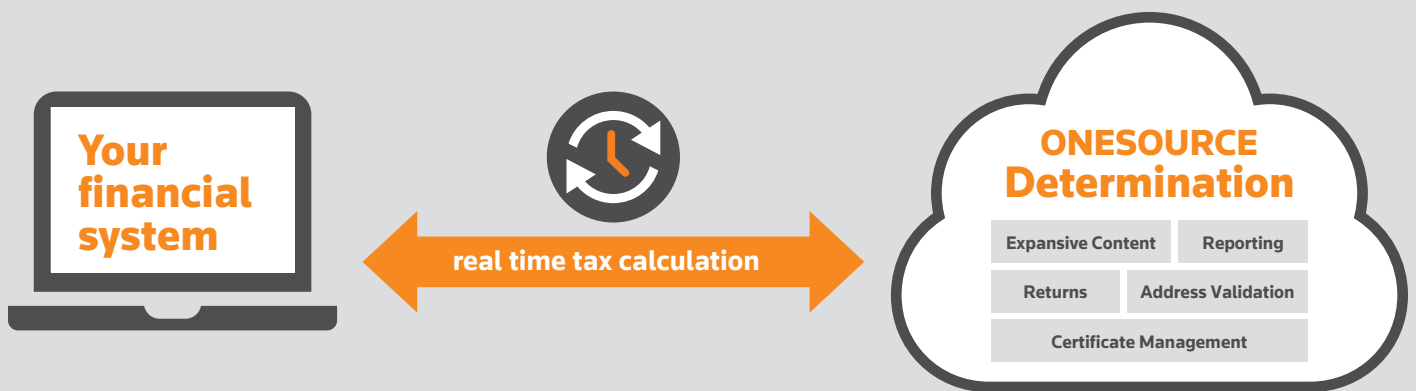 Your
financial
system
real time tax calculation
ONESOURCE
Determination
Expansive Content
Reporting
Returns
Address Validation
Certificate Management